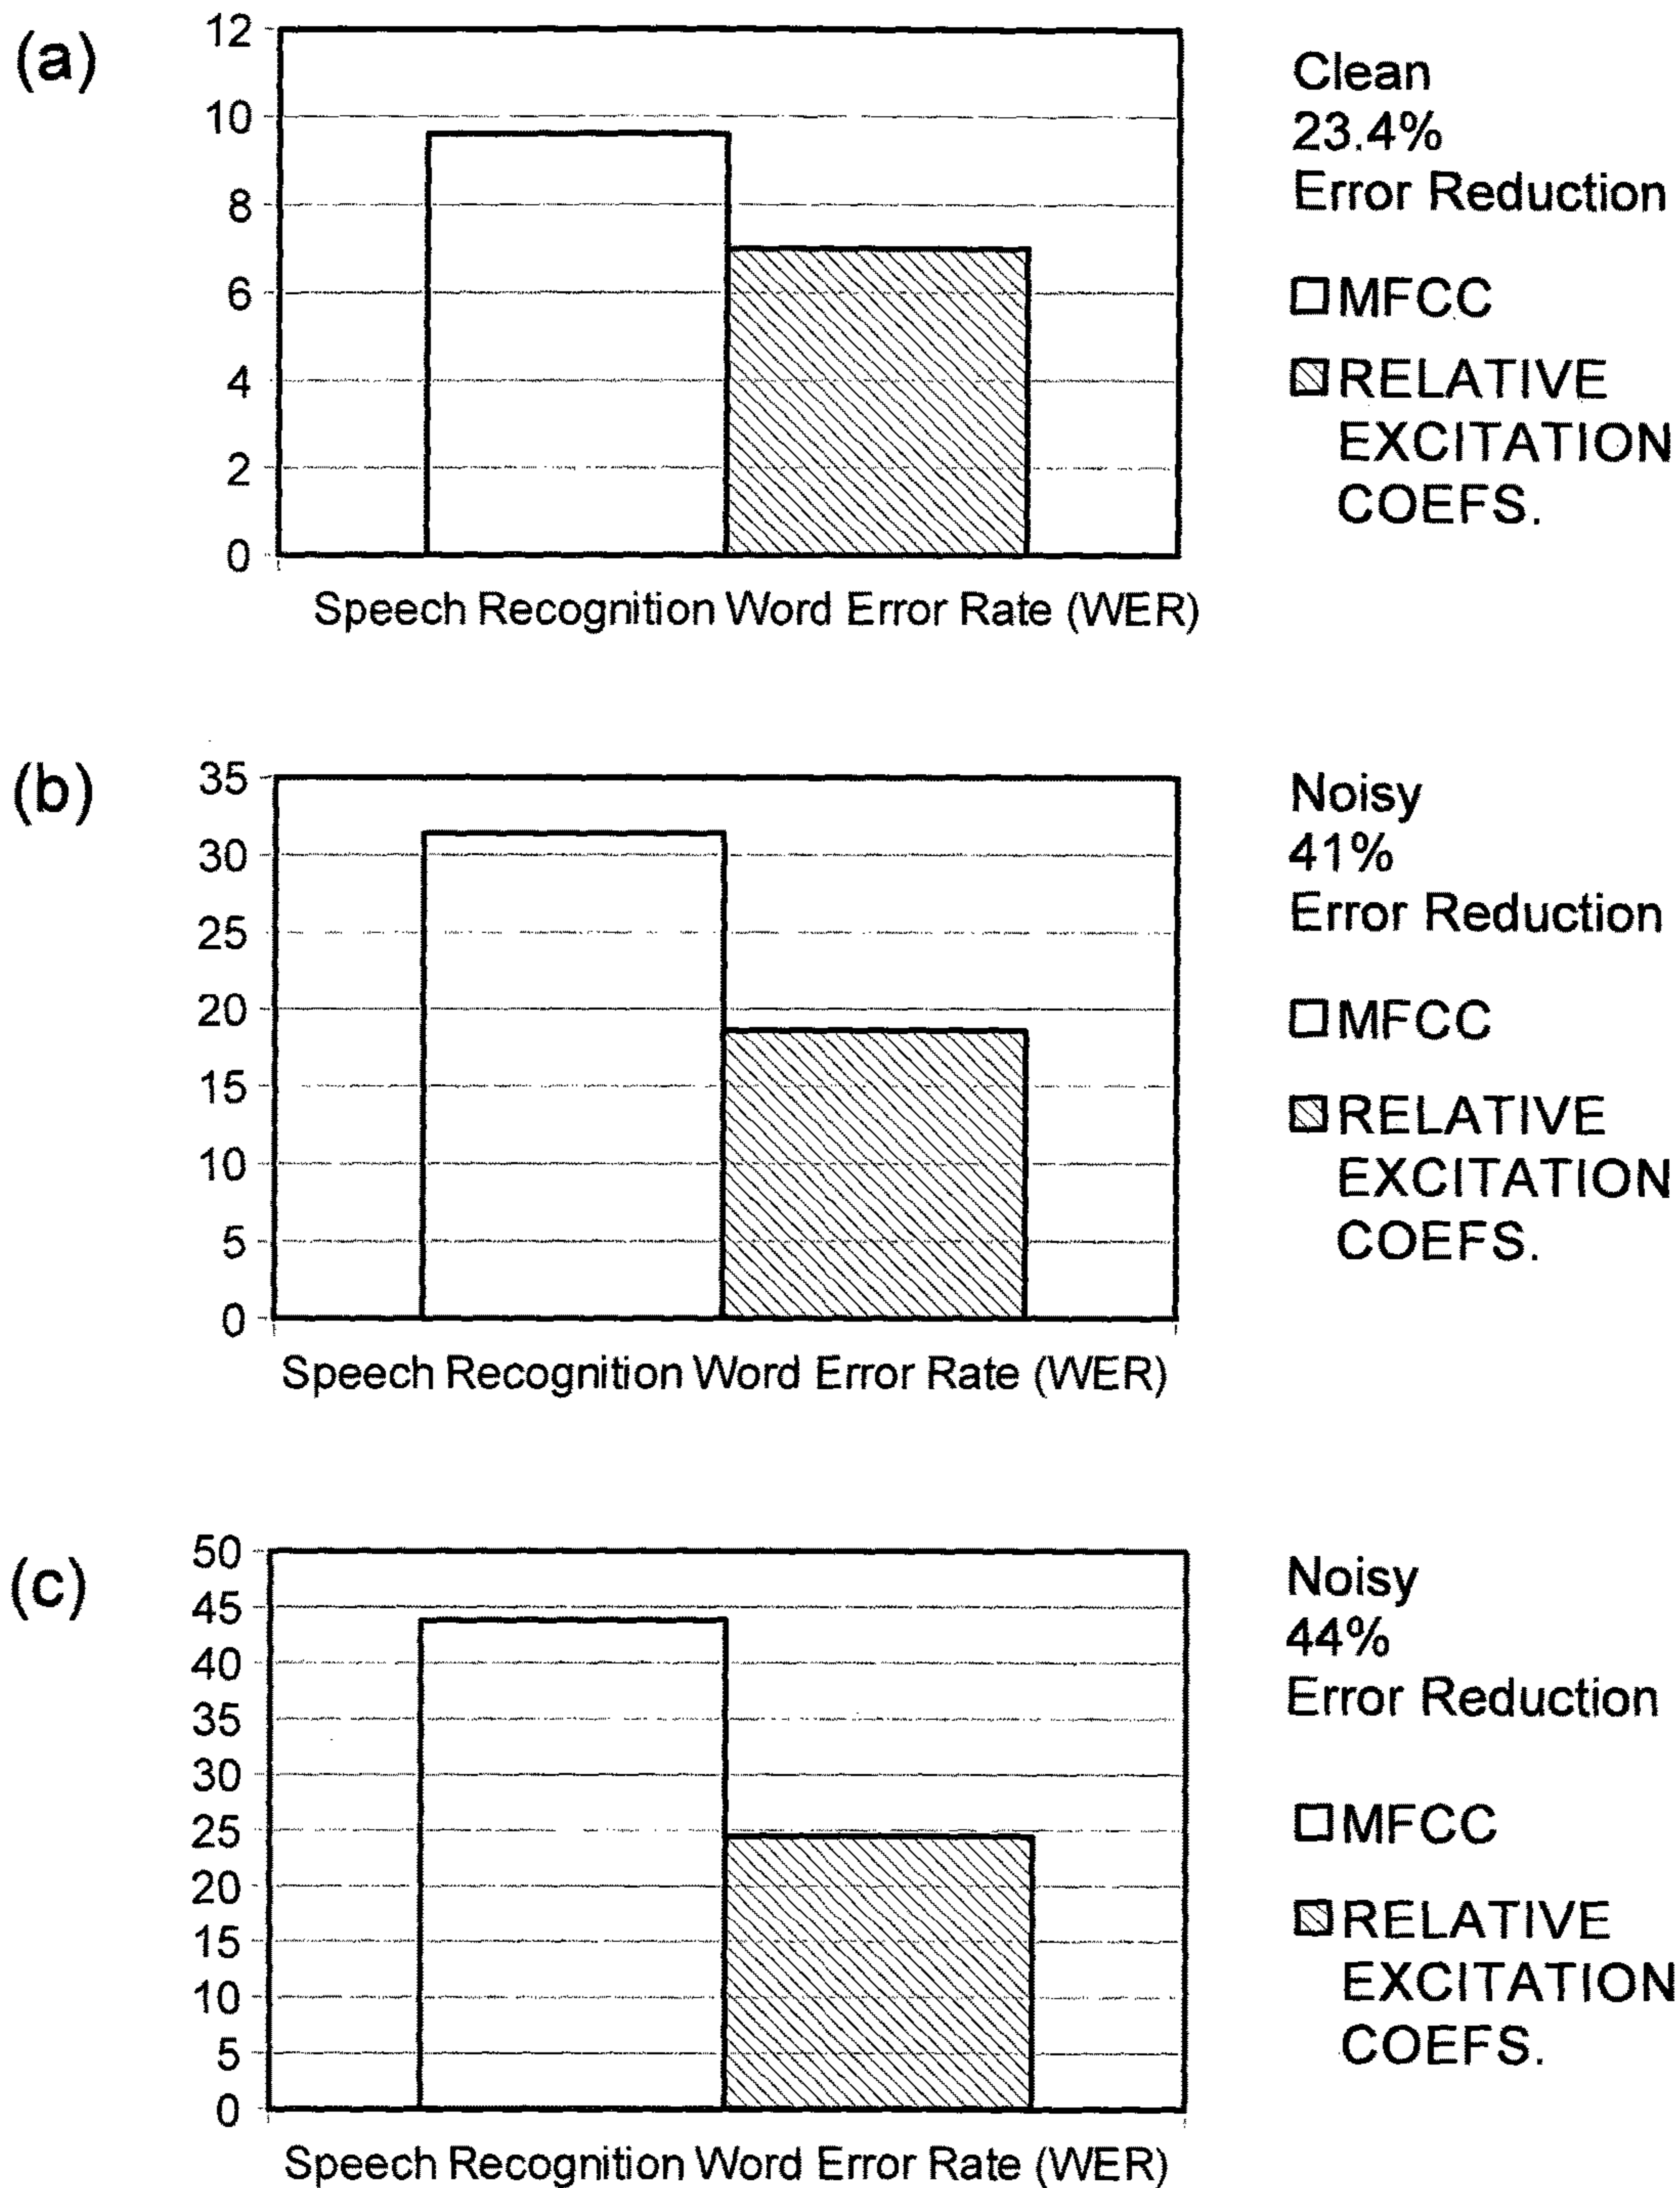 (a)
12
10
8
6
4
2
0
Speech Recognition Word Error Rate (WER)
Clean
23.4%
Error Reduction
MFCC
RELATIVE
EXCITATION
COEFS.
(b)
35
30
25
20
15
10
5
0
Speech Recognition Word Error Rate (WER)
Noisy
41%
Error Reduction
MFCC
RELATIVE
EXCITATION
COEFS.
(c)
50
45
40
35
30
25
20
15
10
5
0
Speech Recognition Word Error Rate (WER)
Noisy
44%
Error Reduction
MFCC
RELATIVE
EXCITATION
COEFS.